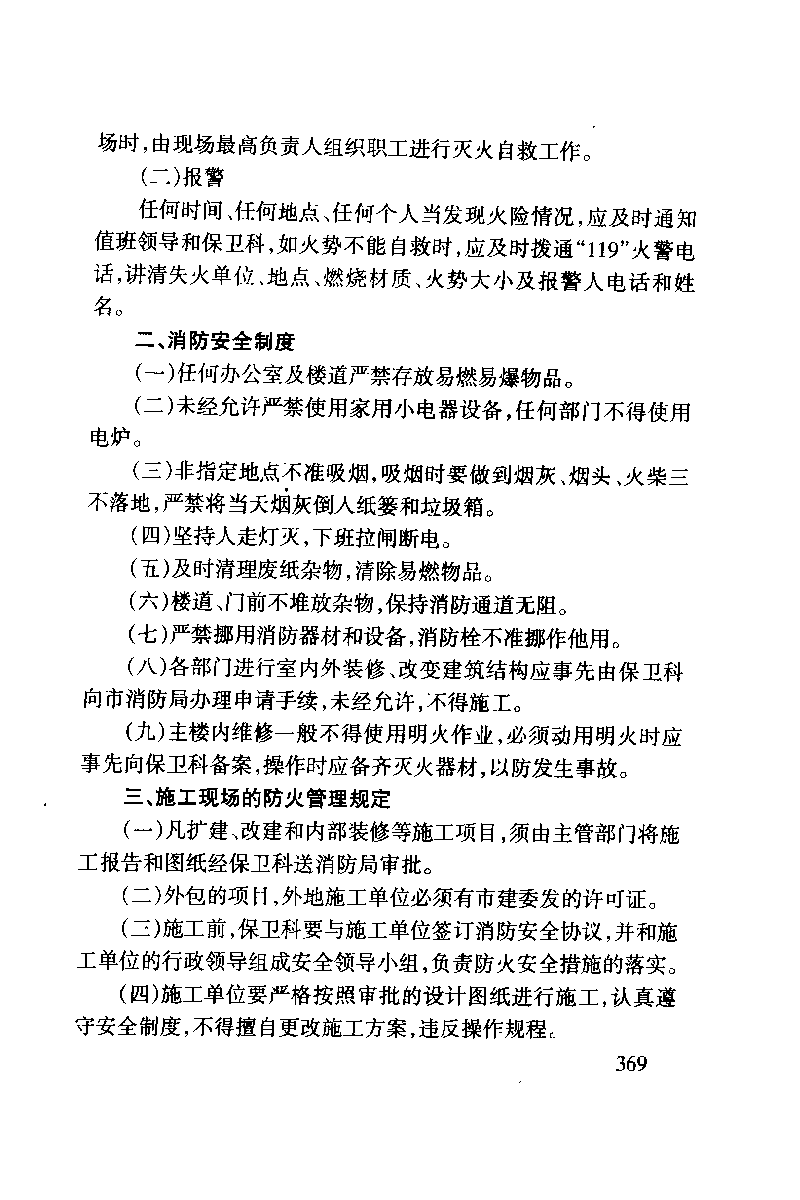 场时,由现场最高负责人组织职工进行灭火自救工作。
(二)报警
任何时间、任何地点、任何个人当发现火险情况,应及时通知
值班领导和保卫科,如火势不能自救时,应及时拨通“119”火警电
话,讲清失火单位、地点、燃烧材质、火势大小及报警人电话和姓
名。
二、消防安全制度
(一)任何办公室及楼道严禁存放易燃易爆物品。
(二)未经允许严禁使用家用小电器设备,任何部门不得使用
电炉。
(三)非指定地点不准吸烟,吸烟时要做到烟灰、烟头、火柴三
不落地,严禁将当天烟灰倒入纸篓和垃圾箱。
(四)坚持人走灯灭,下班拉闸断电。
(五)及时清理废纸杂物,清除易燃物品。
(六)楼道、门前不堆放杂物,保持消防通道无阻。
(七)严禁挪用消防器材和设备,消防栓不准挪作他用。
(八)各部门进行室内外装修、改变建筑结构应事先由保卫科
向市消防局办理申请手续,未经允许,不得施工。
(九)主楼内维修一般不得使用明火作业,必须动用明火时应
事先向保卫科备案,操作时应备齐灭火器材,以防发生事故。
三、施工现场的防火管理规定
(一)凡扩建、改建和内部装修等施工项目,须由主管部门将施
工报告和图纸经保卫科送消防局审批。
(二)外包的项目,外地施工单位必须有市建委发的许可证。
(三)施工前,保卫科要与施工单位签订消防安全协议,并和施
工单位的行政领导组成安全领导小组,负责防火安全措施的落实。
(四)施工单位要严格按照审批的设计图纸进行施工,认真遵
守安全制度,不得擅自更改施工方案,违反操作规程。
369